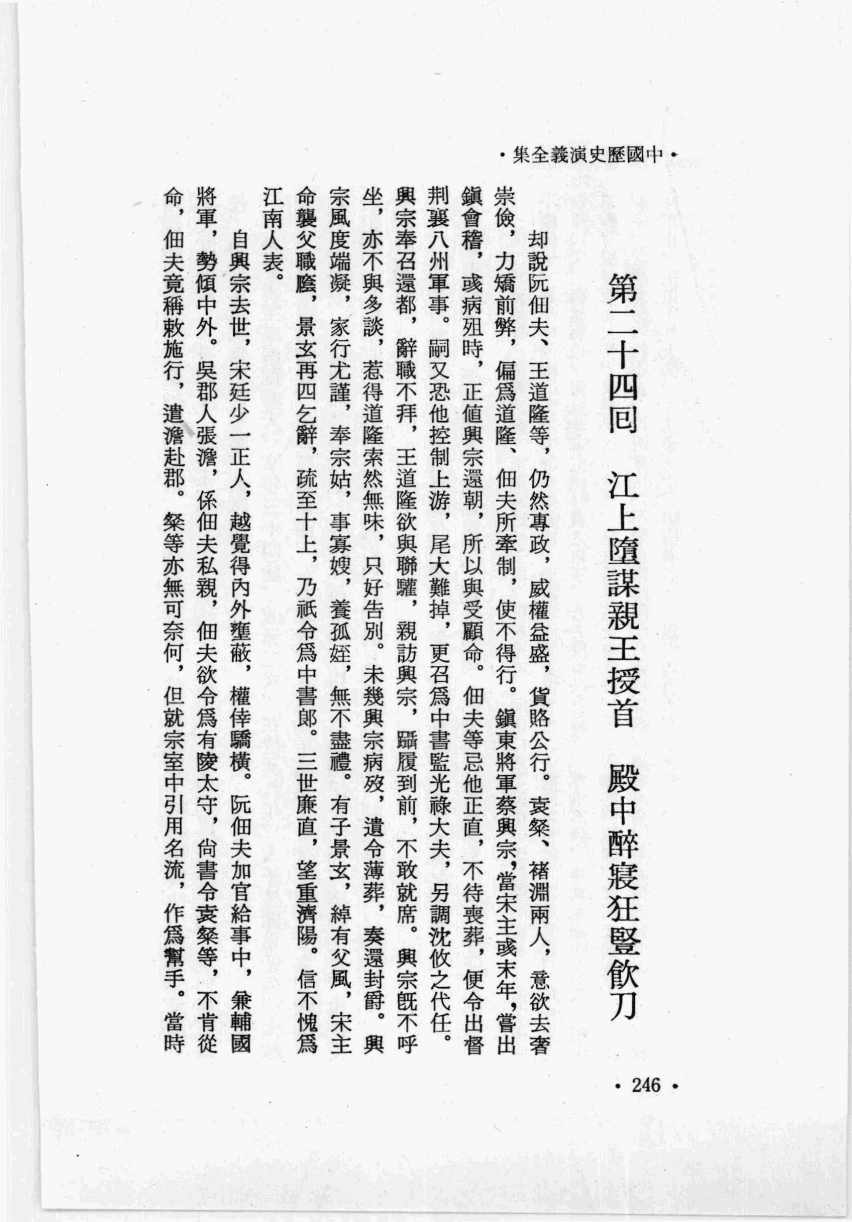 ·中國歷史演義全集·
第二十四回　江上墮謀親王授首　殿中醉寢狂豎飲刀
却說阮佃夫、王道隆等，仍然專政，威權益盛，貨賂公行。袁粲、褚淵兩人，意欲去奢
崇儉，力矯前弊，偏爲道隆、佃夫所牽制，使不得行。鎭東將軍蔡興宗，當宋主彧末年，嘗出
鎭會稽，彧病殂時，正值興宗還朝，所以與受顧命。佃夫等忌他正直，不待喪葬，便令出督
荆襄八州軍事。嗣又恐他控制上游，尾大難掉，更召爲中書監光祿大夫，另調沈攸之代任。
興宗奉召還都，辭職不拜，王道隆欲與聯驩，親訪興宗，躡履到前，不敢就席。興宗旣不呼
坐，亦不與多談，惹得道隆索然無味，只好告別。未幾興宗病歿，遺令薄葬，奏還封爵。興
宗風度端凝，家行尤謹，奉宗姑，事寡嫂，養孤姪，無不盡禮。有子景玄，綽有父風，宋主
命襲父職廕，景玄再四乞辭，疏至十上，乃祇令爲中書郎。三世廉直，望重濟陽。信不愧爲
江南人表。
自興宗去世，宋廷少一正人，越覺得內外壅蔽，權倖驕橫。阮佃夫加官給事中，兼輔國
將軍，勢傾中外。吳郡人張澹，係佃夫私親，佃夫欲令爲有陵太守，尙書令袁粲等，不肯從
命，佃夫竟稱敕施行，遣澹赴郡。粲等亦無可奈何，但就宗室中引用名流，作爲幫手。當時
·246·